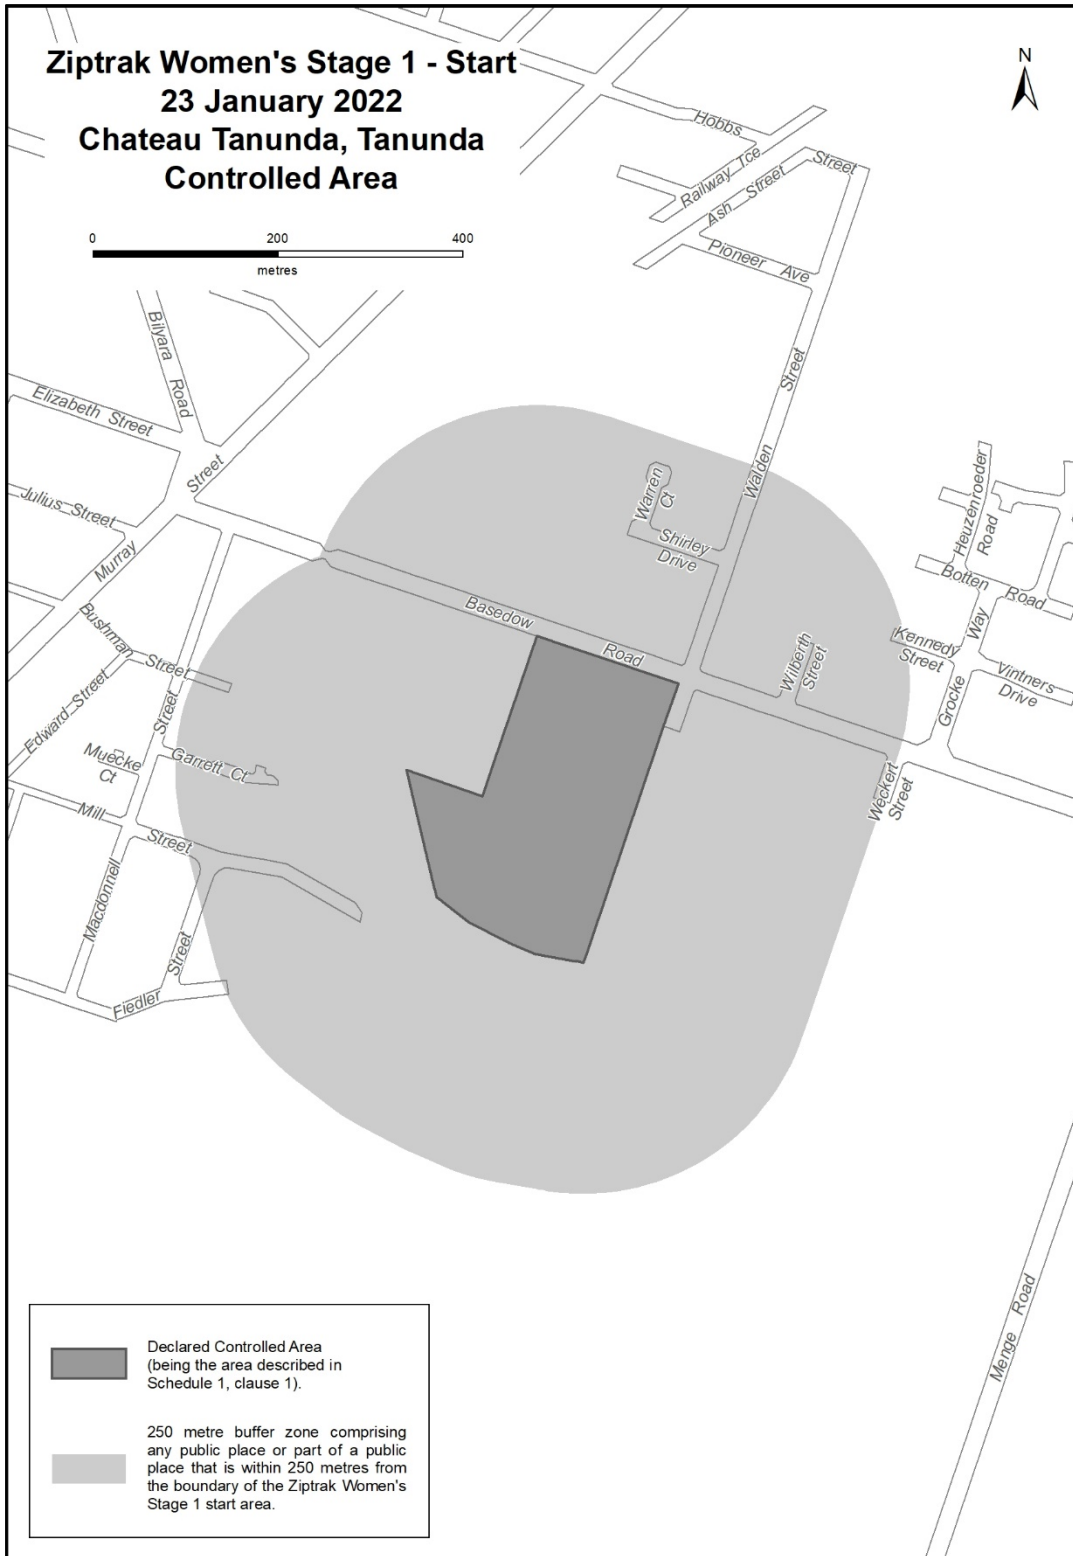 Ziptrak Women's Stage 1 - Start
23 January 2022
Chateau Tanunda, Tanunda
Controlled Area
N
0 200 400
metres
Hobbs
Street
Railway Tce
Ash Street
Pioneer Ave
Bilyara Road
Elizabeth Street
Street
Julius Street
Murray
Walden
Street
Warren
Ct
Shirley
Drive
Heuzenroeder
Road
Botten Road
Basedow
Road
Bushman
Street
Edward Street
Street
Wilberth
Street
Kennedy
Street
Way
Grocke
Vintners
Drive
Muecke
Ct
Garrett Ct
Weckert
Street
Mill
Street
Macdonnell
Street
Fiedler
Menge Road
Declared Controlled Area
(being the area described in
Schedule 1, clause 1).
250 metre buffer zone comprising
any public place or part of a public
place that is within 250 metres from
the boundary of the Ziptrak Women's
Stage 1 start area.